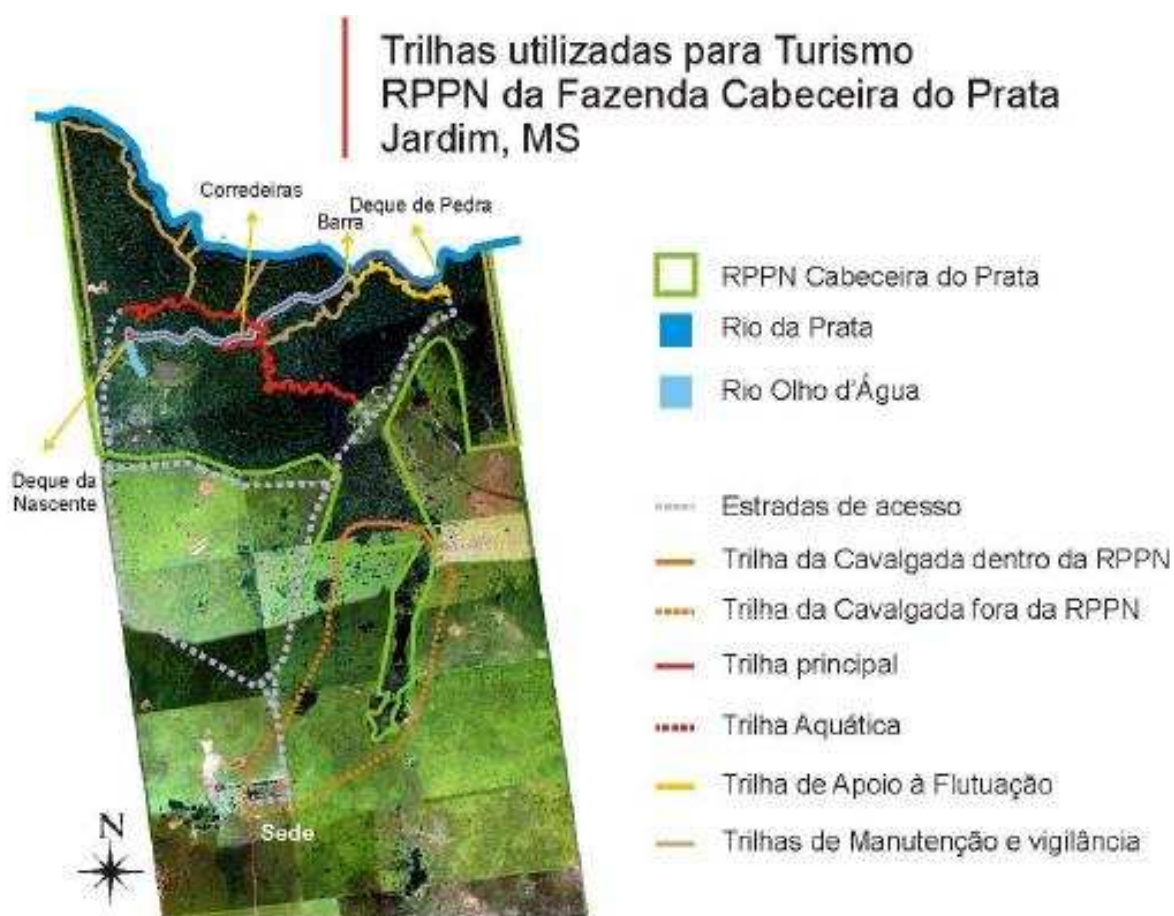 Trilhas utilizadas para Turismo
RPPN da Fazenda Cabeceira do Prata
Jardim, MS
Corredeiras
Barra
Deque de Pedra
Deque da
Nascente
Sede
N
RPPN Cabeceira do Prata
Rio da Prata
Rio Olho d'Água
Estradas de acesso
Trilha da Cavalgada dentro da RPPN
Trilha da Cavalgada fora da RPPN
Trilha principal
Trilha Aquática
Trilha de Apoio à Flutuação
Trilhas de Manutenção e vigilância